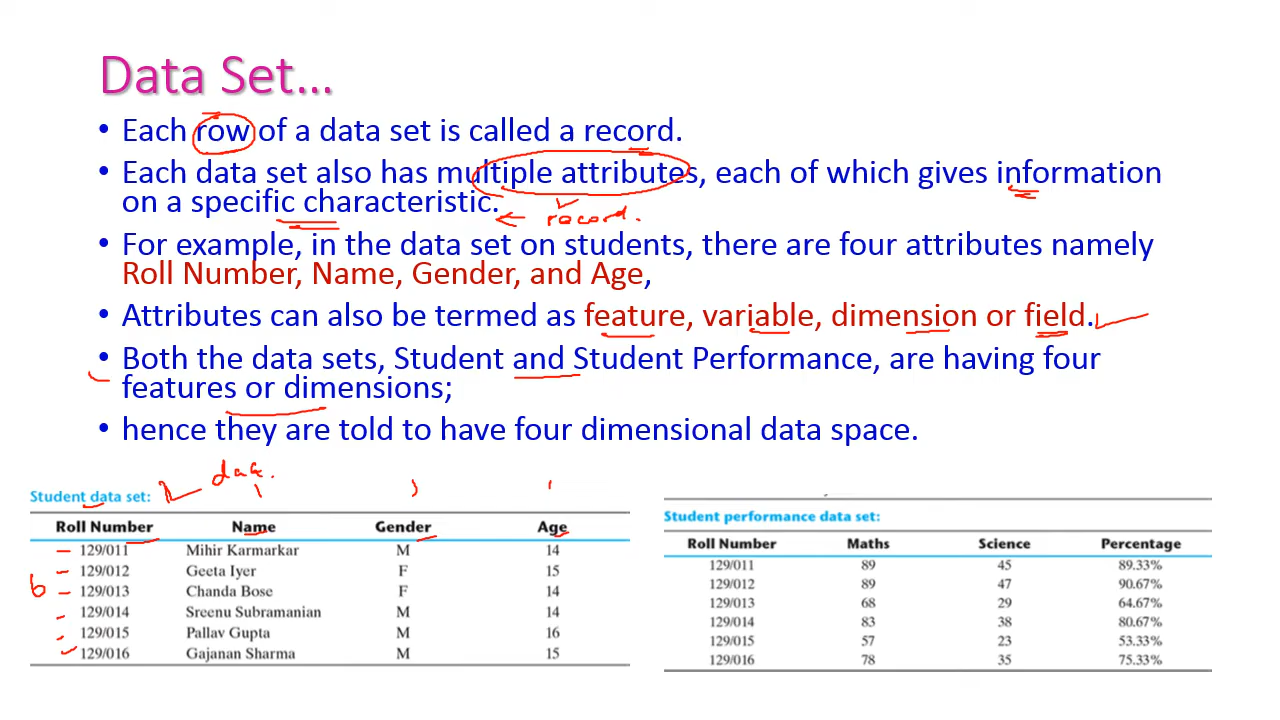 Data Set...
• Each row of a data set is called a record.
• Each data set also has multiple attributes, each of which gives information
on a specific characteristic.
record.
• For example, in the data set on students, there are four attributes namely
Roll Number, Name, Gender, and Age,
• Attributes can also be termed as feature, variable, dimension or field.
• Both the data sets, Student and Student Performance, are having four
features or dimensions;
• hence they are told to have four dimensional data space.
Student data set:
Roll Number Name Gender Age
129/011 Mihir Karmarkar M 14
129/012 Geeta Iyer F 15
6
129/013 Chanda Bose F 14
129/014 Sreenu Subramanian M 14
129/015 Pallav Gupta M 16
129/016 Gajanan Sharma M 15
Student performance data set:
Roll Number Maths Science Percentage
129/011 89 45 89.33%
129/012 89 47 90.67%
129/013 68 29 64.67%
129/014 83 38 80.67%
129/015 57 23 53.33%
129/016 78 35 75.33%